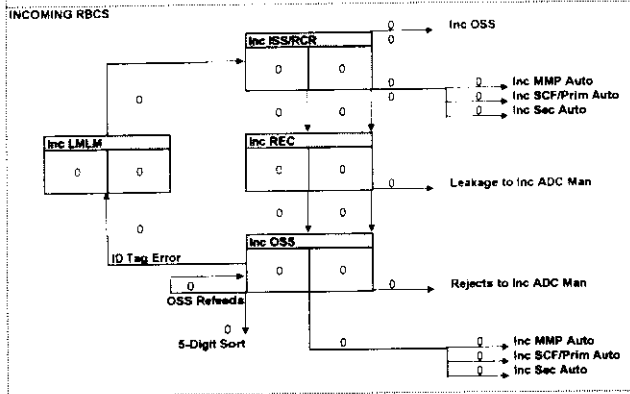 INCOMING RBCS
0 Inc OSS
0
Inc ISS/RCR
0 0
0 0 Inc MMP Auto
0 0 Inc SCF/Prim Auto
0 Inc Sec Auto
0
0 0
Inc LMLM
0 0
Inc REC
0 0
0 Leakage to Inc ADC Man
0 0
0
ID Tag Error
Inc OSS
0 0
0 Rejects to Inc ADC Man
0
OSS Refeeds
0
5-Digit Sort
0 0 Inc MMP Auto
0 Inc SCF/Prim Auto
0 Inc Sec Auto